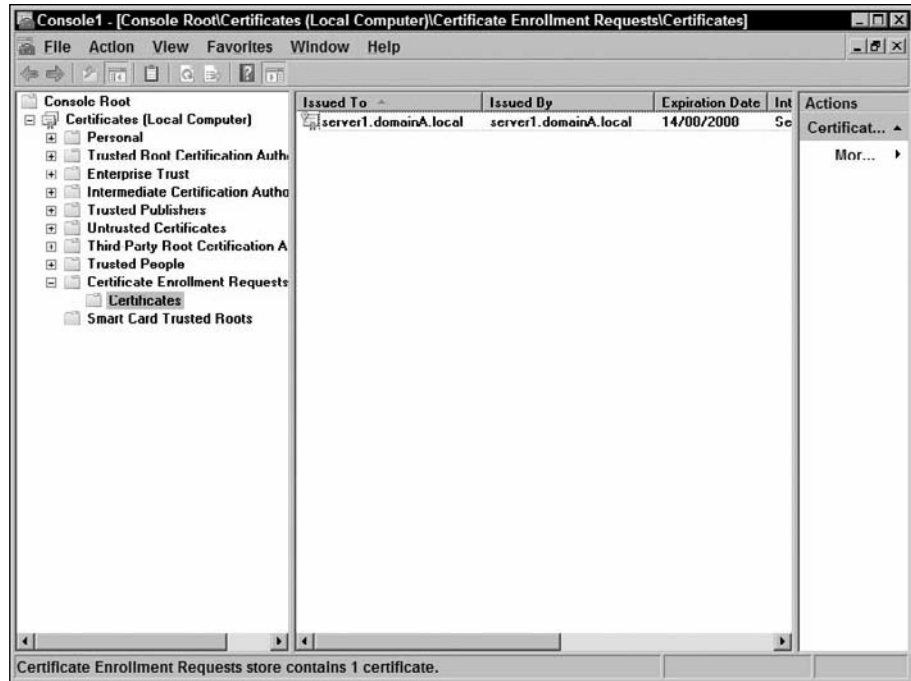 Console1 - [Console Root\Certificates (Local Computer)\Certificate Enrollment Requests\Certificates]
File Action View Favorites Window Help
Console Root
Certificates (Local Computer)
Personal
Trusted Root Certification Auth
Enterprise Trust
Intermediate Certification Autho
Trusted Publishers
Untrusted Certificates
Third-Party Root Certification A
Trusted People
Certificate Enrollment Requests
Certificates
Smart Card Trusted Roots
Issued To Issued By Expiration Date Int
server1.domainA.local server1.domainA.local Se
Actions
Certificat...
Mor...
Certificate Enrollment Requests store contains 1 certificate.